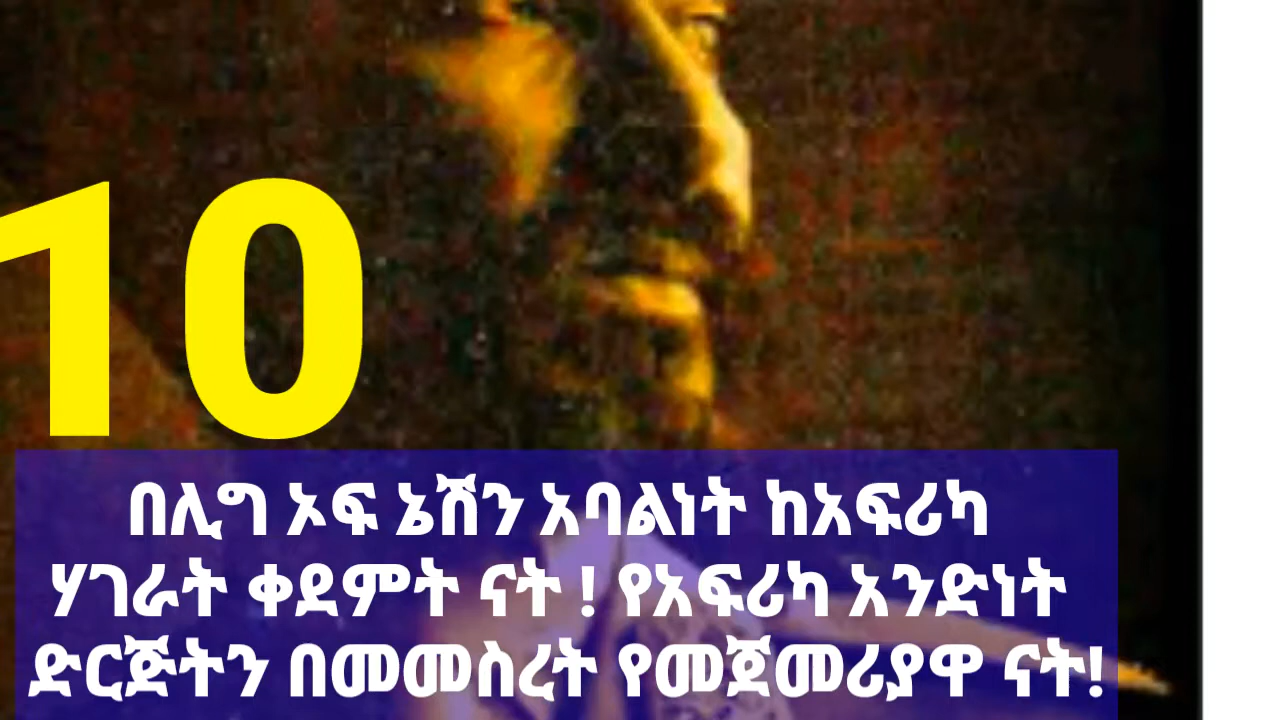 10
በሊግ ኦፍ ኔሽን አባልነት ከአፍሪካ
ሃገራት ቀደምት ናት ! የአፍሪካ አንድነት
ድርጅትን በመመስረት የመጀመሪያዋ ናት!